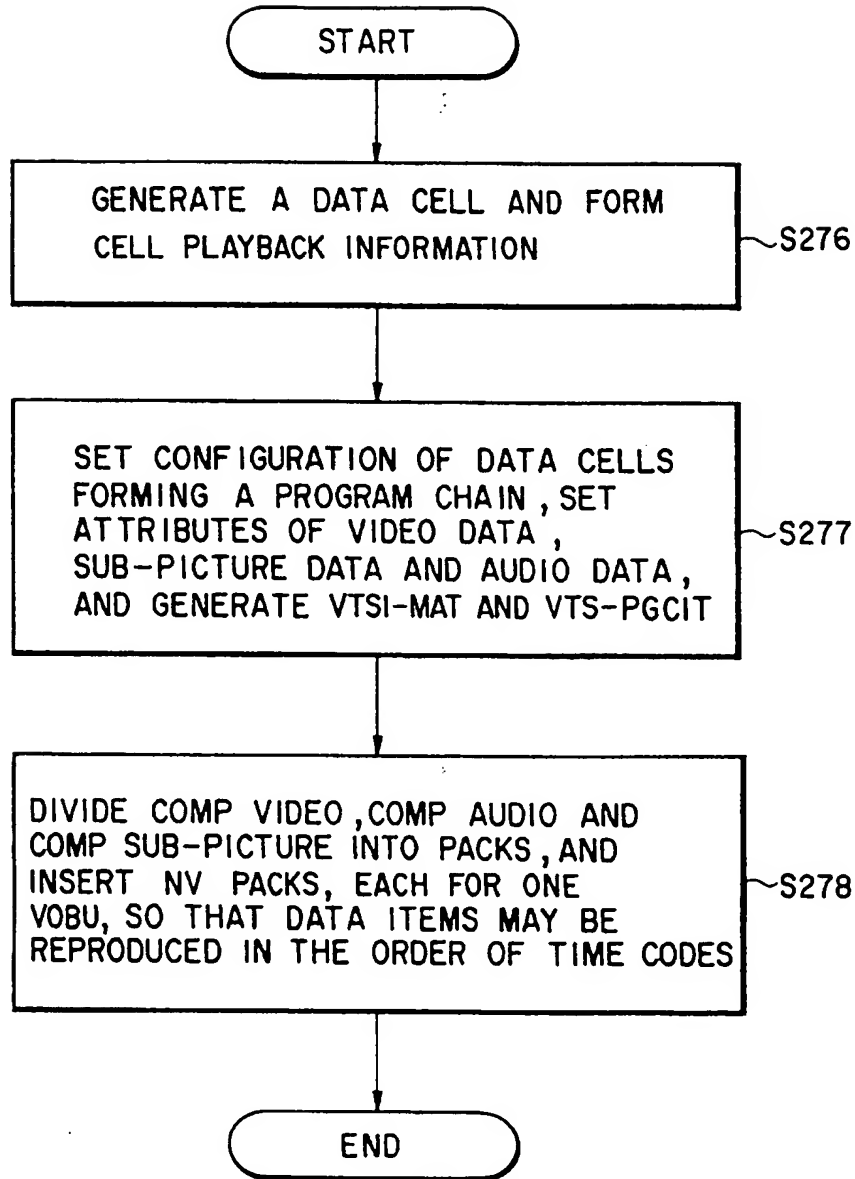 START
GENERATE A DATA CELL AND FORM
CELL PLAYBACK INFORMATION
S276
SET CONFIGURATION OF DATA CELLS
FORMING A PROGRAM CHAIN, SET
ATTRIBUTES OF VIDEO DATA,
SUB-PICTURE DATA AND AUDIO DATA,
AND GENERATE VTSI-MAT AND VTS-PGCIT
S277
DIVIDE COMP VIDEO, COMP AUDIO AND
COMP SUB-PICTURE INTO PACKS, AND
INSERT NV PACKS, EACH FOR ONE
VOBU, SO THAT DATA ITEMS MAY BE
REPRODUCED IN THE ORDER OF TIME CODES
S278
END